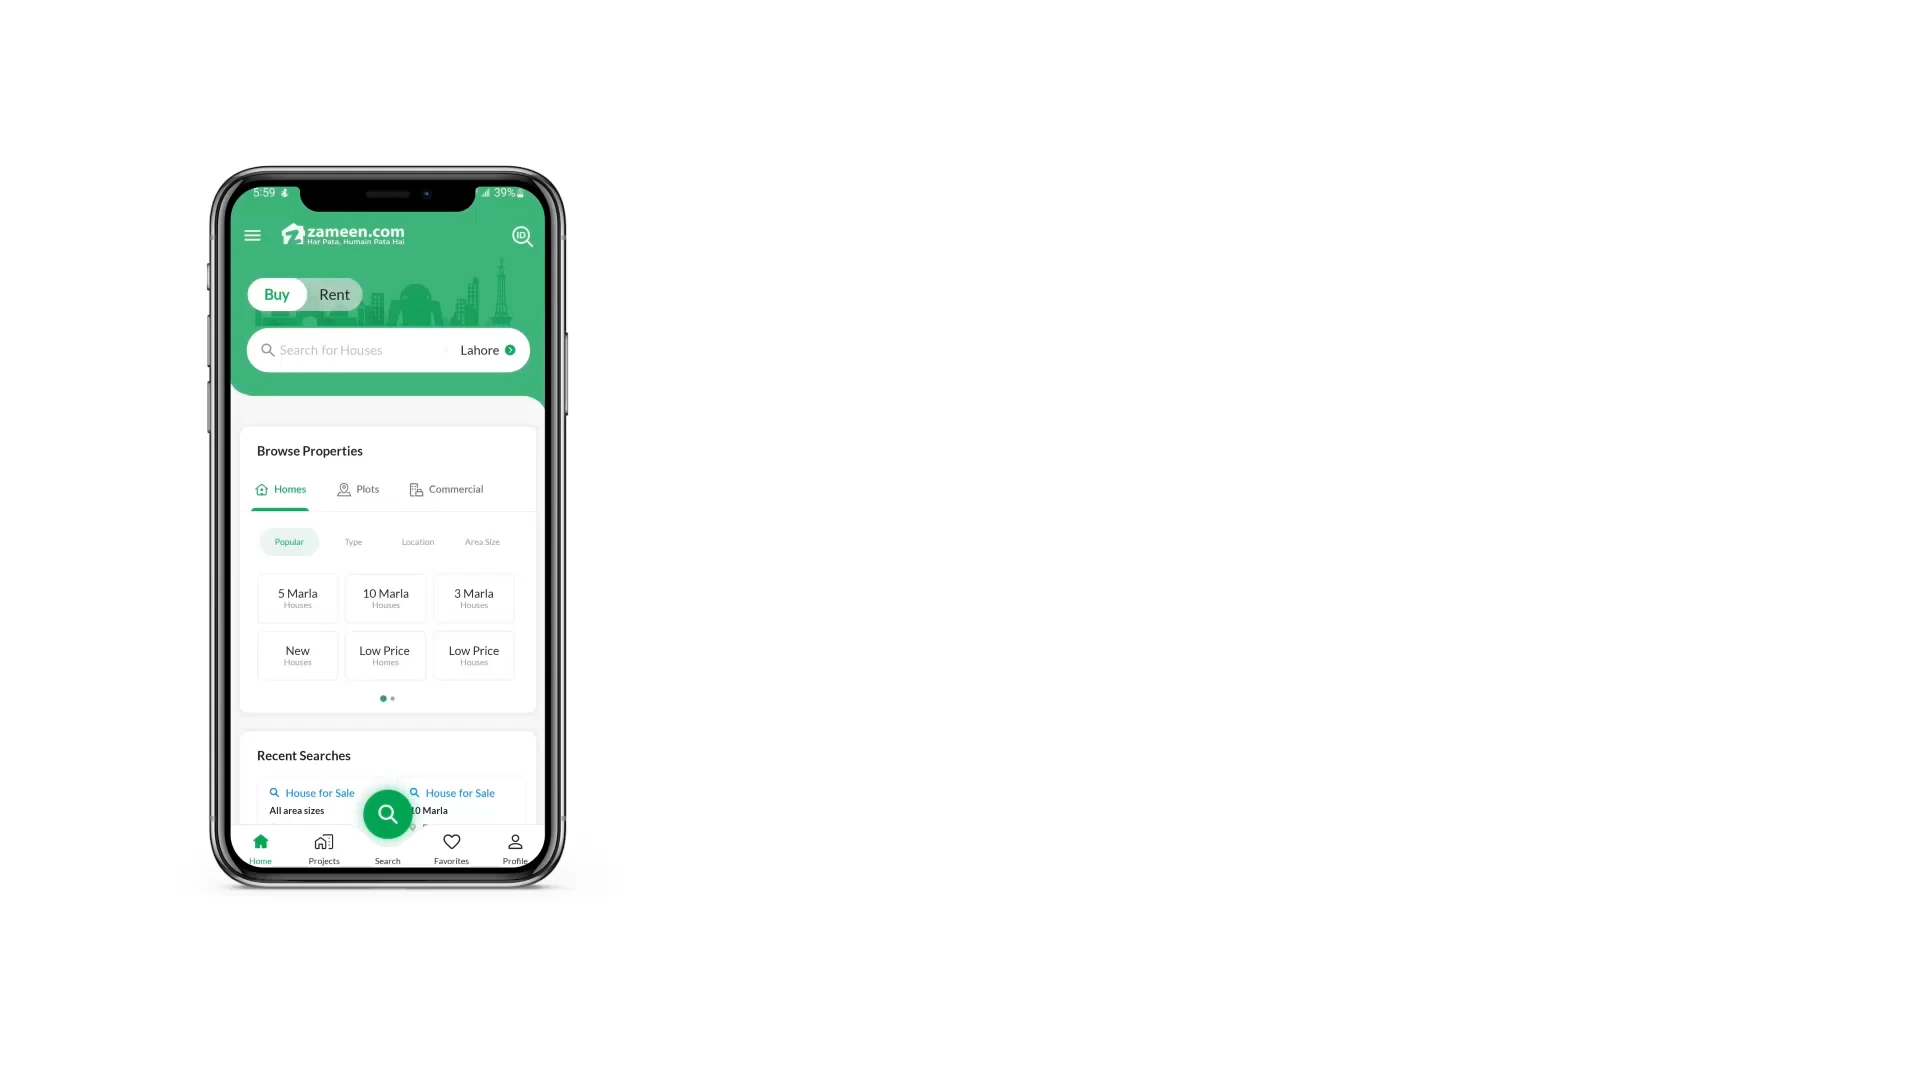 5:59
39%
zameen.com
Har Pata, Humain Pata Hai
ID
Buy
Rent
Search for Houses
Lahore
Browse Properties
Homes
Plots
Commercial
Popular
Type
Location
Area Size
5 Marla
Houses
10 Marla
Houses
3 Marla
Houses
New
Houses
Low Price
Homes
Low Price
Houses
Recent Searches
House for Sale
All area sizes
House for Sale
10 Marla
Home
Projects
Search
Favorites
Profile